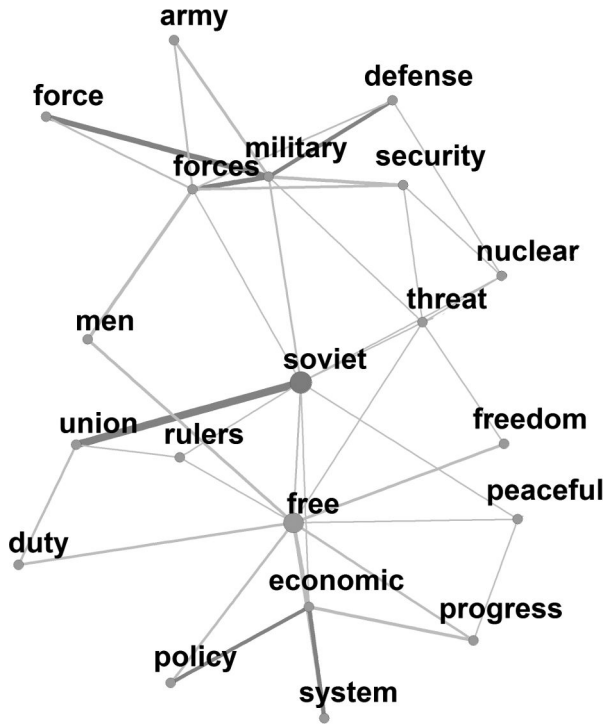 army
defense
force
military
forces
security
nuclear
threat
men
soviet
union
rulers
freedom
free
peaceful
duty
economic
progress
policy
system